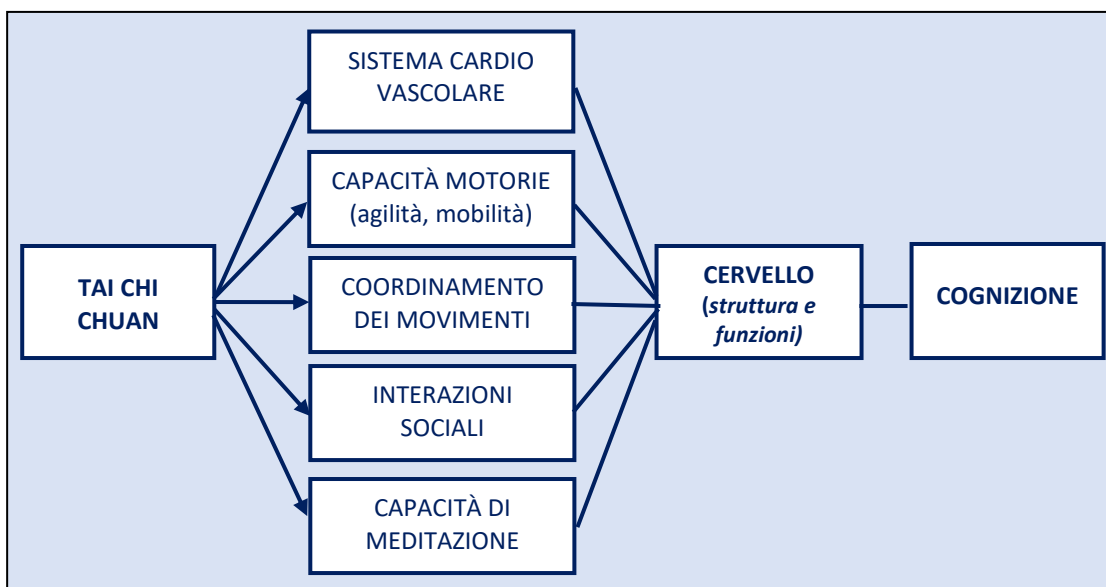 SISTEMA CARDIO
VASCOLARE
CAPACITÀ MOTORIE
(agilità, mobilità)
TAI CHI
CHUAN
COORDINAMENTO
DEI MOVIMENTI
CERVELLO
(struttura e
funzioni)
COGNIZIONE
INTERAZIONI
SOCIALI
CAPACITÀ DI
MEDITAZIONE